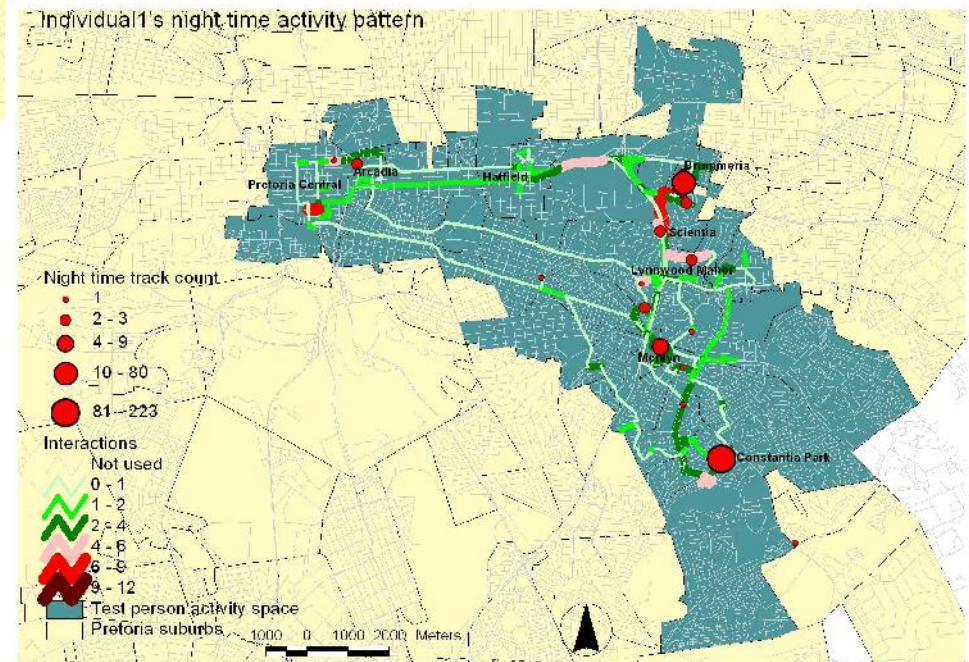 Individual1's night time activity pattern
Brummeria
Arcadia
Hatfield
Pretoria Central
Scientia
Lynnwood Manor
Menlyn
Constantia Park
Night time track count
1
2 - 3
4 - 9
10 - 80
81 - 223
Interactions
Not used
0 - 1
1 - 2
2 - 4
4 - 6
6 - 9
9 - 12
Test person activity space
Pretoria suburbs
1000 0 1000 2000 Meters